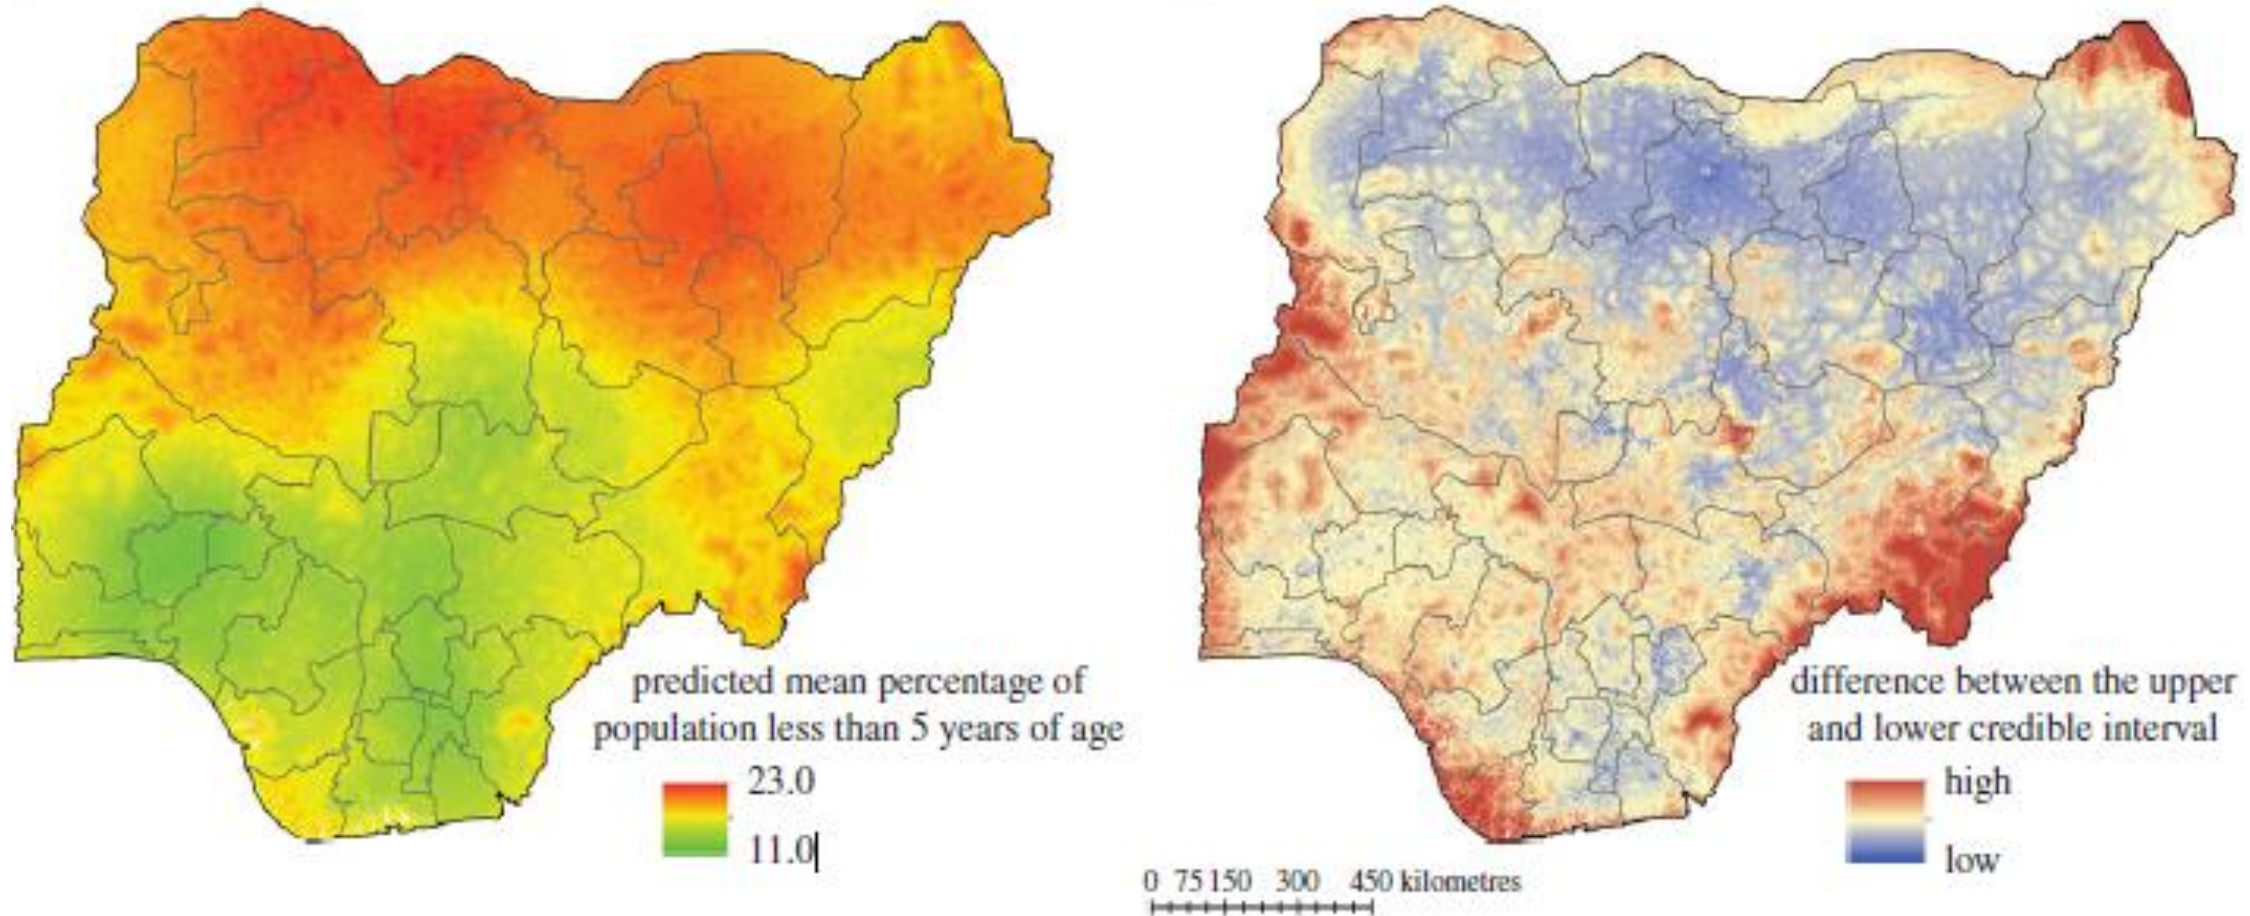 predicted mean percentage of
population less than 5 years of age
23.0
11.0
difference between the upper
and lower credible interval
high
low
0 75 150 300 450 kilometres